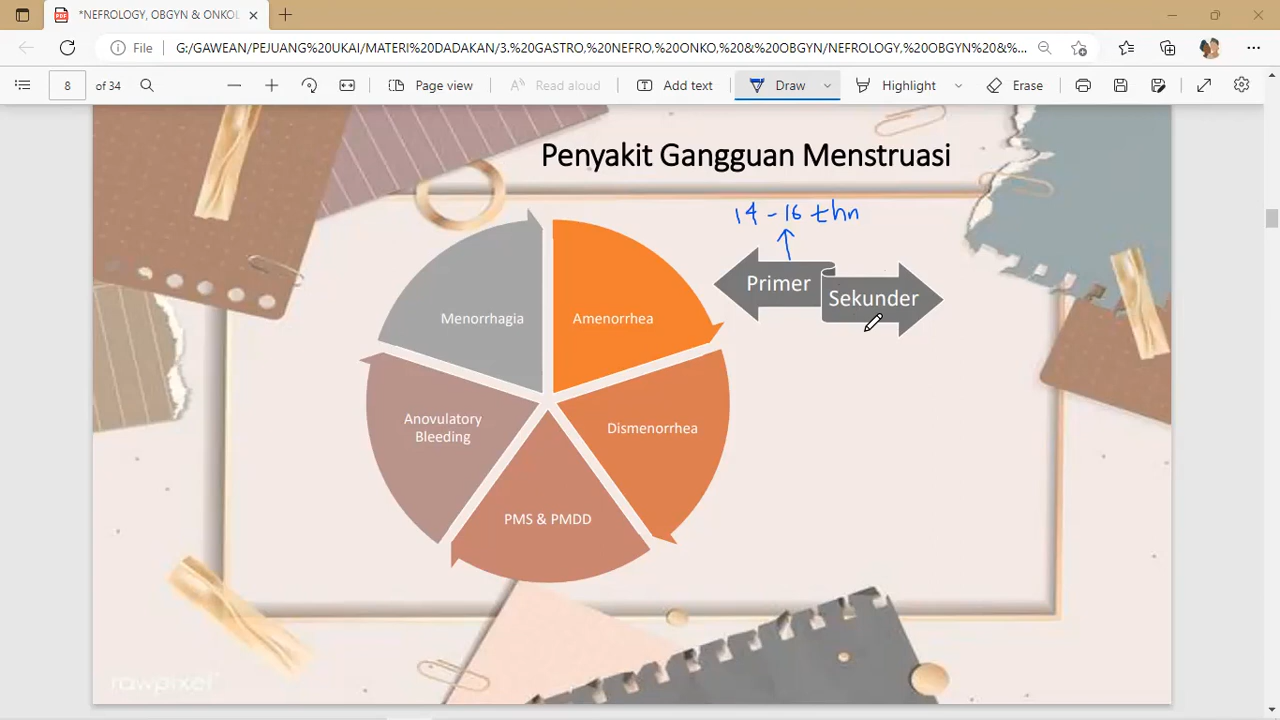 *NEFROLOGY, OBGYN & ONKOL
File
G:/GAWEAN/PEJUANG%20UKAI/MATERI%20DADAKAN/3.%20GASTRO,%20NEFRO,%20ONKO,%20&%20OBGYN/NEFROLOGY,%20OBGYN%20&%...
8 of 34
Page view
Read aloud
Add text
Draw
Highlight
Erase
Penyakit Gangguan Menstruasi
14 - 16 thn
Primer
Sekunder
Menorrhagia
Amenorrhea
Anovulatory
Bleeding
Dismenorrhea
PMS & PMDD
rawpixel